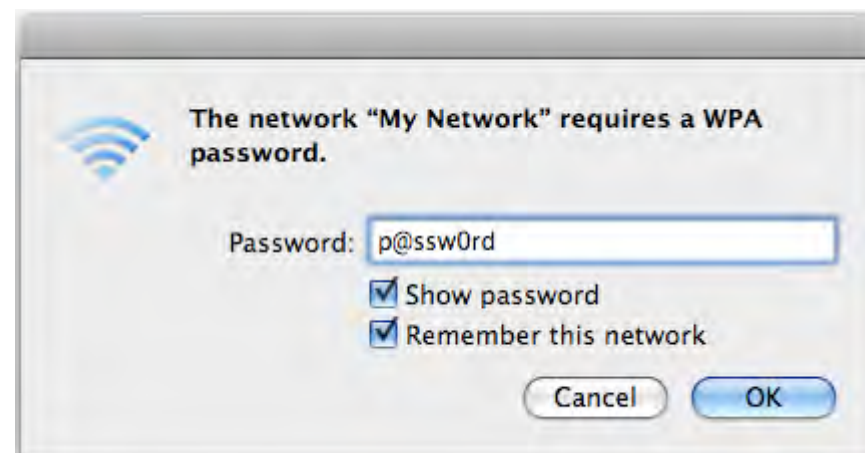 The network “My Network” requires a WPA
password.
Password: p@ssw0rd
Show password
Remember this network
Cancel OK